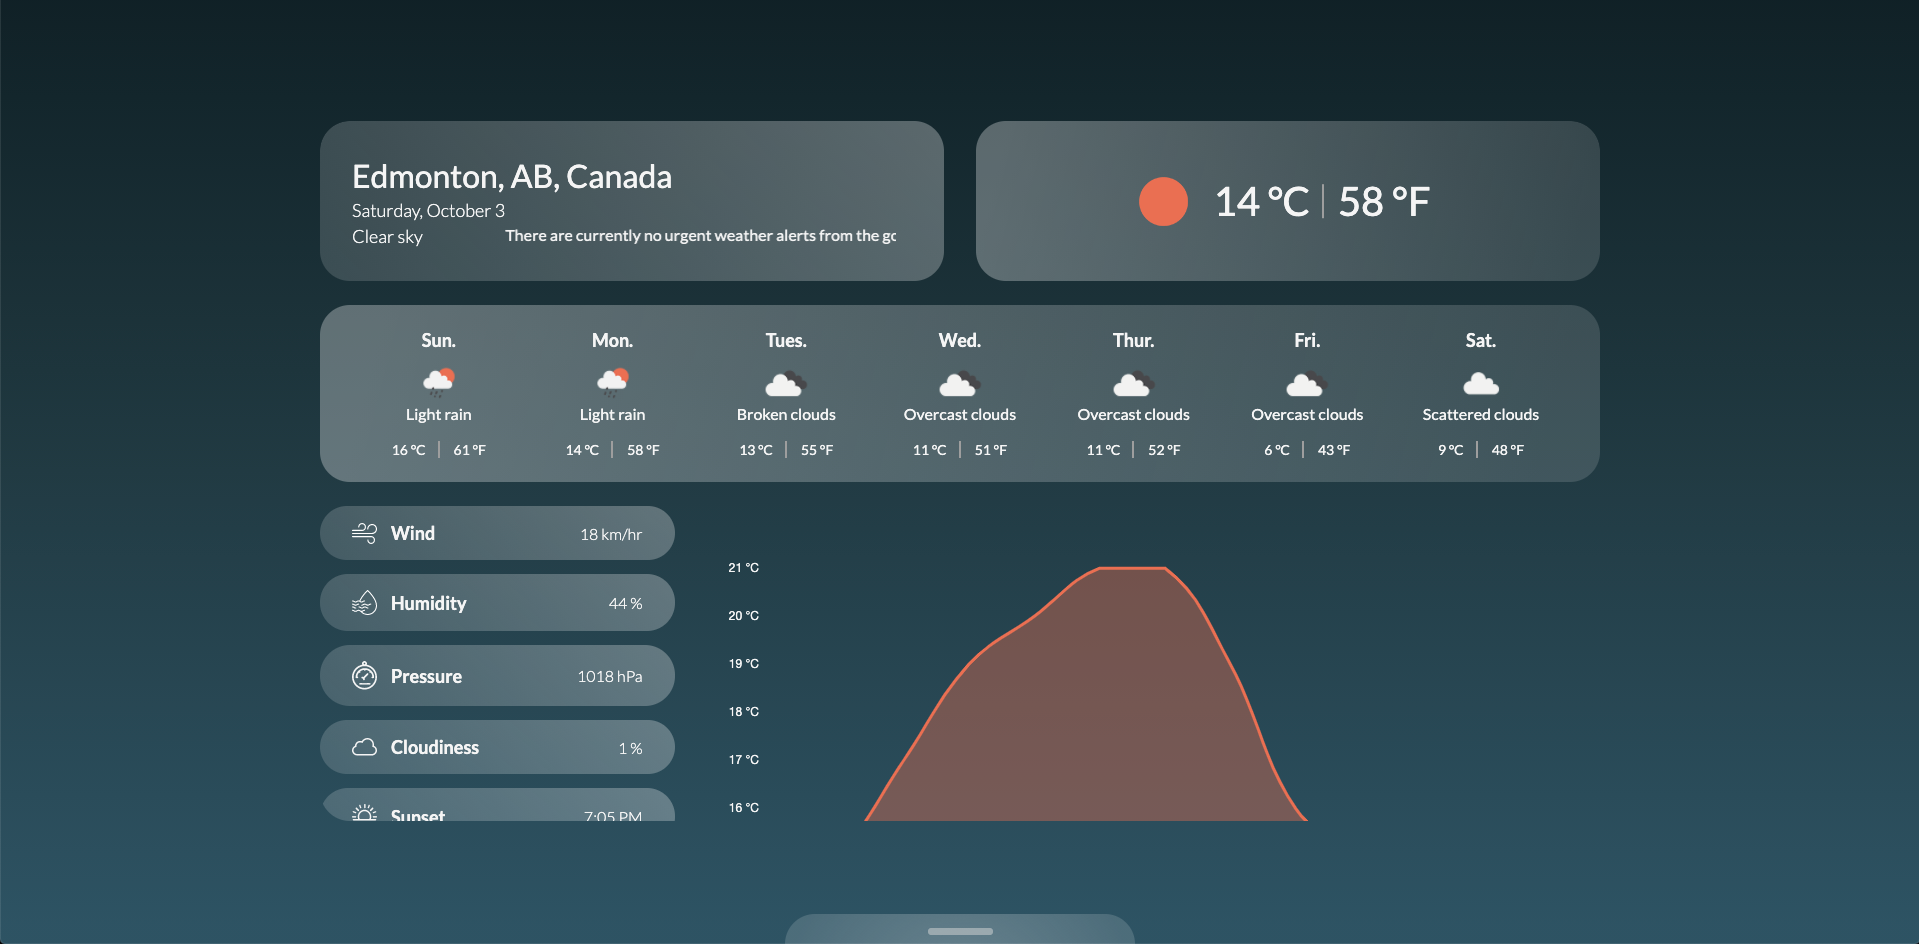 Edmonton, AB, Canada
Saturday, October 3
Clear sky
There are currently no urgent weather alerts from the
14 °C | 58 °F
Sun. Mon. Tues. Wed. Thur. Fri. Sat.
Light rain Light rain Broken clouds Overcast clouds Overcast clouds Overcast clouds Scattered clouds
16 °C | 61 °F 14 °C | 58 °F 13 °C | 55 °F 11 °C | 51 °F 11 °C | 52 °F 6 °C | 43 °F 9 °C | 48 °F
Wind 18 km/hr
Humidity 44 %
Pressure 1018 hPa
Cloudiness 1 %
Sunset 7:05 PM
21 °C
20 °C
19 °C
18 °C
17 °C
16 °C